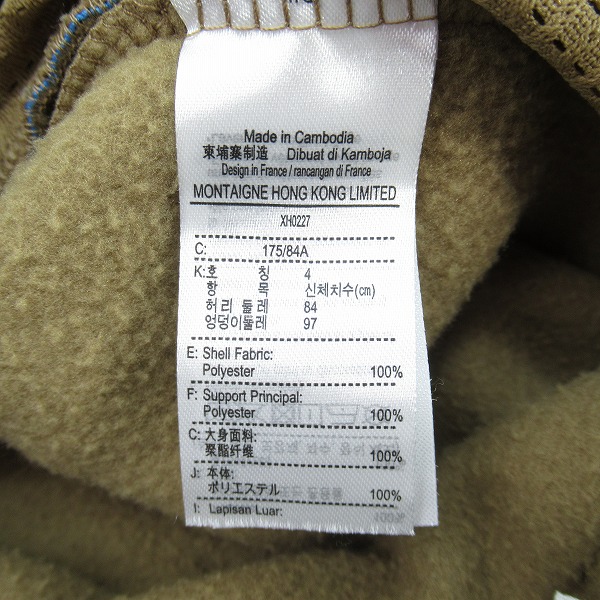 Made in Cambodia
柬埔寨制造 Dibuat di Kamboja
Design in France / rancangan di France
MONTAIGNE HONG KONG LIMITED
XH0227
C: 175/84A
K:호 칭 4
항 목 신체치수(cm)
허리 둘레 84
엉덩이둘레 97
E: Shell Fabric:
Polyester 100%
F: Support Principal:
Polyester 100%
C: 大身面料:
聚酯纤维 100%
J: 本体:
ポリエステル 100%
I: Lapisan Luar: